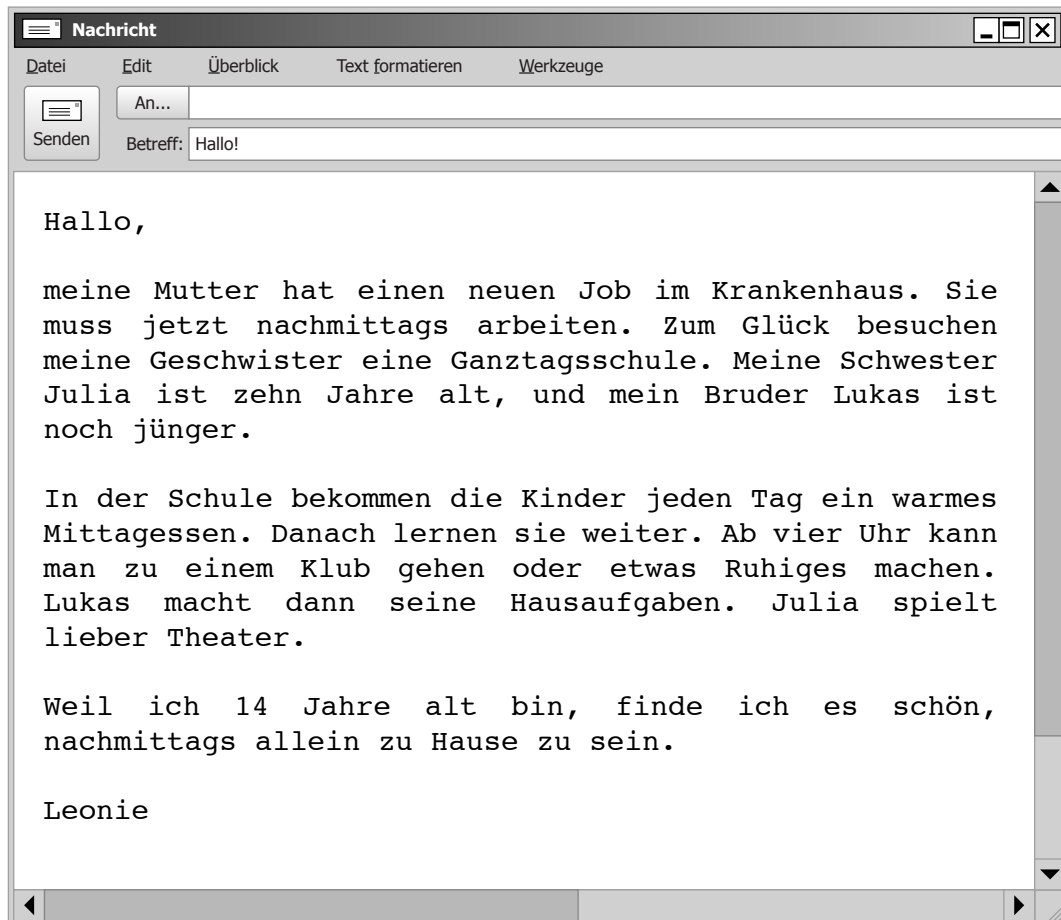 Nachricht
Datei Edit Überblick Text formatieren Werkzeuge
An...
Senden
Betreff: Hallo!
Hallo,
meine Mutter hat einen neuen Job im Krankenhaus. Sie
muss jetzt nachmittags arbeiten. Zum Glück besuchen
meine Geschwister eine Ganztagsschule. Meine Schwester
Julia ist zehn Jahre alt, und mein Bruder Lukas ist
noch jünger.
In der Schule bekommen die Kinder jeden Tag ein warmes
Mittagessen. Danach lernen sie weiter. Ab vier Uhr kann
man zu einem Klub gehen oder etwas Ruhiges machen.
Lukas macht dann seine Hausaufgaben. Julia spielt
lieber Theater.
Weil ich 14 Jahre alt bin, finde ich es schön,
nachmittags allein zu Hause zu sein.
Leonie